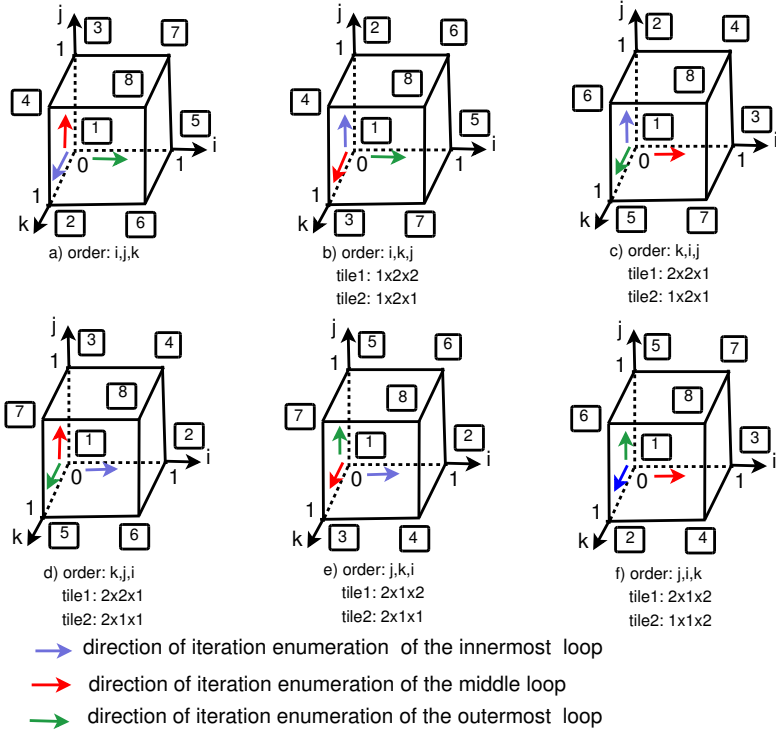 j
3
7
1
8
4
1
5
i
0
1
1
k
2
6
a) order: i,j,k
j
2
6
1
8
4
1
5
i
0
1
1
k
3
7
b) order: i,k,j
tile1: 1x2x2
tile2: 1x2x1
j
2
4
1
8
6
1
3
i
0
1
1
k
5
7
c) order: k,i,j
tile1: 2x2x1
tile2: 1x2x1
j
3
4
1
8
7
1
2
i
0
1
1
k
5
6
d) order: k,j,i
tile1: 2x2x1
tile2: 2x1x1
j
5
6
1
8
7
1
2
i
0
1
1
k
3
4
e) order: j,k,i
tile1: 2x1x2
tile2: 2x1x1
j
5
7
1
8
6
1
3
i
0
1
1
k
2
4
f) order: j,i,k
tile1: 2x1x2
tile2: 1x1x2
direction of iteration enumeration of the innermost loop
direction of iteration enumeration of the middle loop
direction of iteration enumeration of the outermost loop